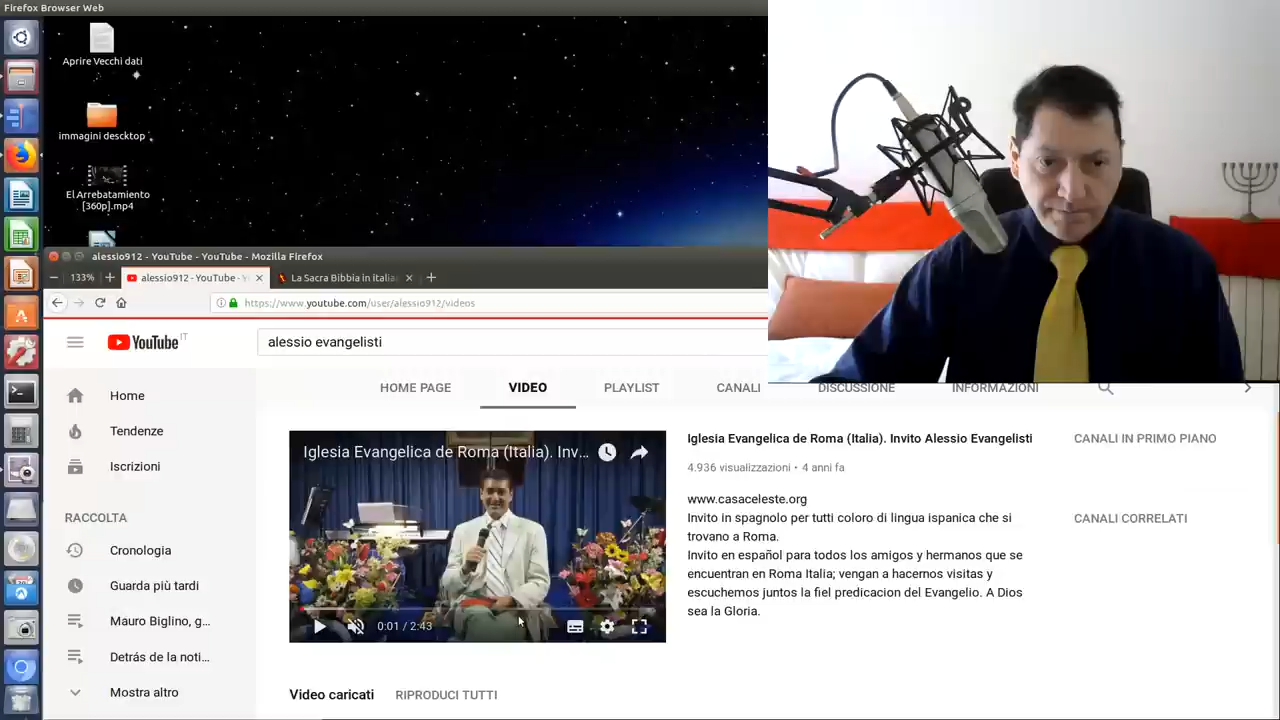 Firefox Browser Web
Aprire Vecchi dati
immagini descktop
El Arrebatamiento
[360p].mp4
alessio912 - YouTube - YouTube - Mozilla Firefox
133%
alessio912 - YouTube - Y
La Sacra Bibbia in italia
https://www.youtube.com/user/alessio912/videos
YouTube IT
alessio evangelisti
HOME PAGE
VIDEO
PLAYLIST
CANALI
DISCUSSIONE
INFORMAZIONI
Home
Tendenze
Iscrizioni
RACCOLTA
Cronologia
Guarda più tardi
Mauro Biglino, g...
Detrás de la noti...
Mostra altro
Iglesia Evangelica de Roma (Italia). Inv...
0:01 / 2:43
Iglesia Evangelica de Roma (Italia). Invito Alessio Evangelisti
4.936 visualizzazioni • 4 anni fa
www.casaceleste.org
Invito in spagnolo per tutti coloro di lingua ispanica che si
trovano a Roma.
Invito en español para todos los amigos y hermanos que se
encuentran en Roma Italia; vengan a hacernos visitas y
escuchemos juntos la fiel predicacion del Evangelio. A Dios
sea la Gloria.
CANALI IN PRIMO PIANO
CANALI CORRELATI
Video caricati
RIPRODUCI TUTTI